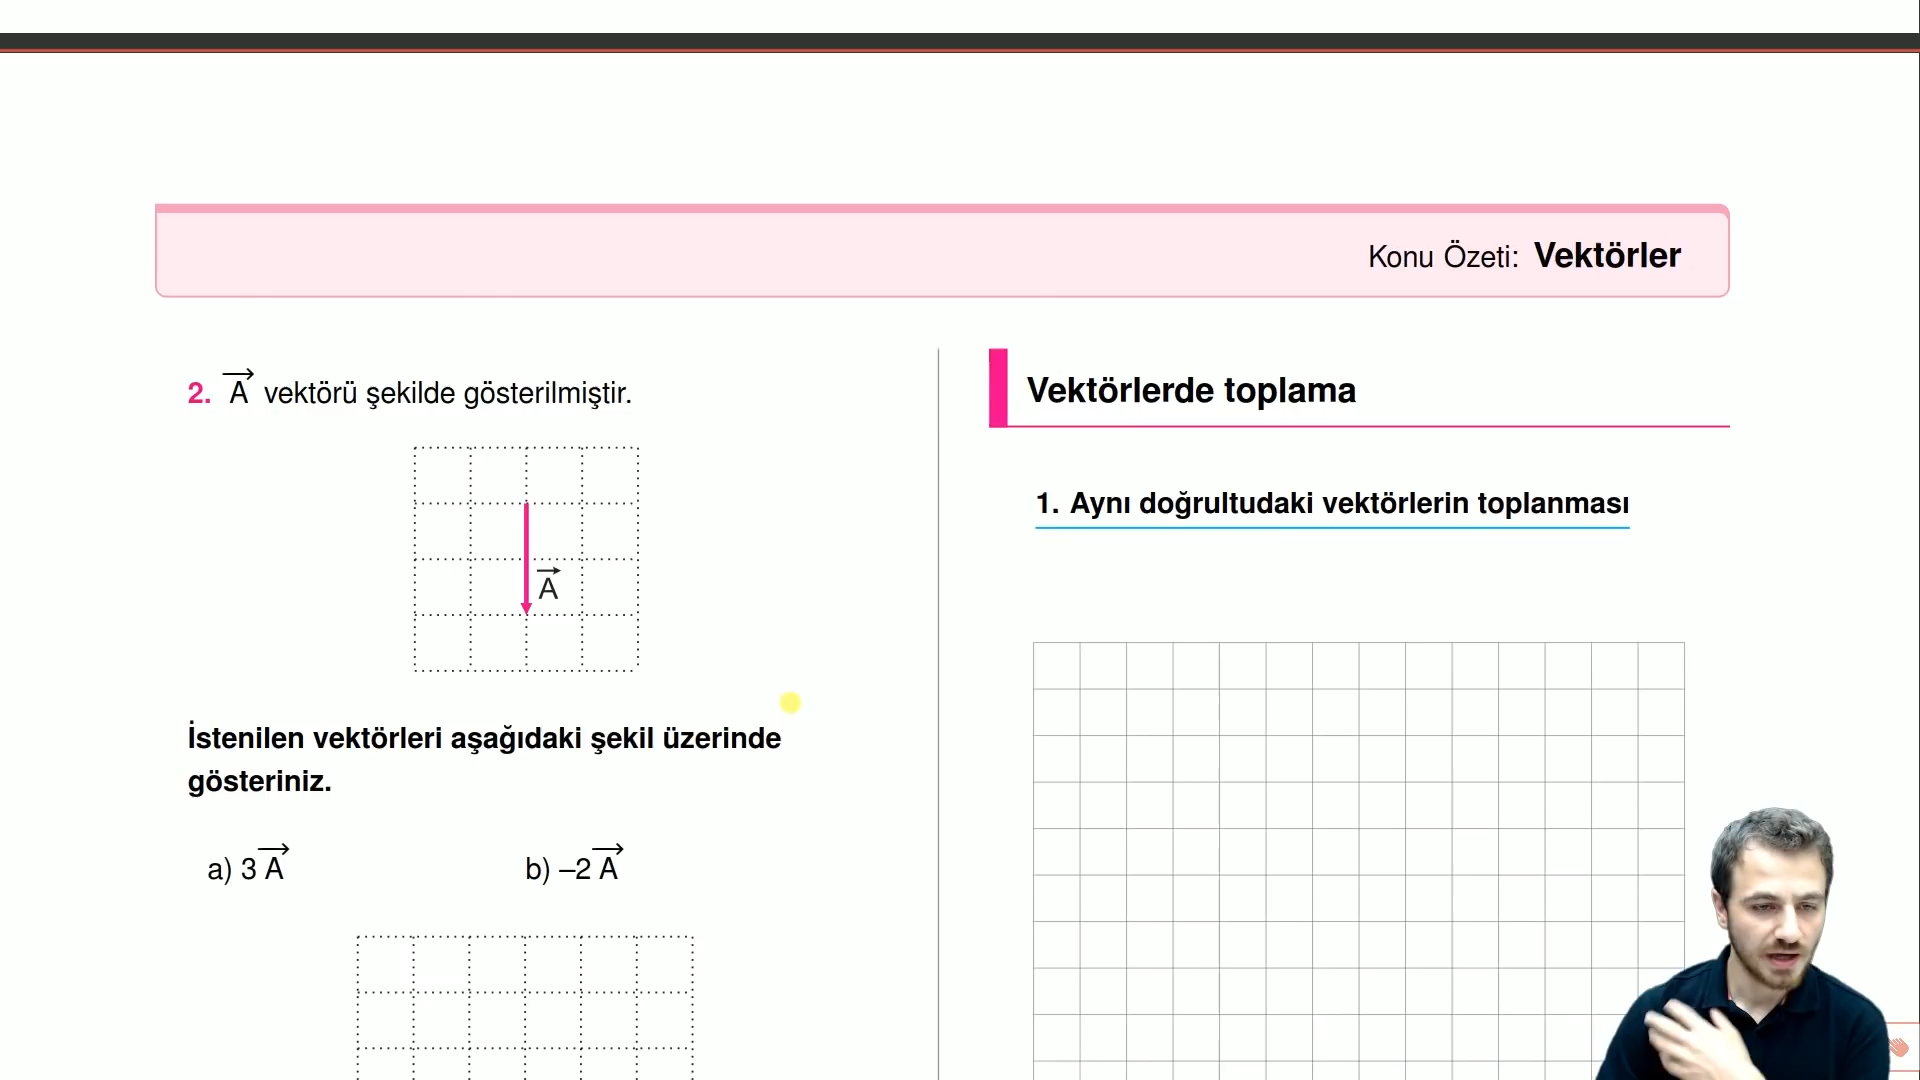 Konu Özeti: Vektörler
2. A vektörü şekilde gösterilmiştir.
A
İstenilen vektörleri aşağıdaki şekil üzerinde
gösteriniz.
a) 3 A
b) –2 A
Vektörlerde toplama
1. Aynı doğrultudaki vektörlerin toplanması